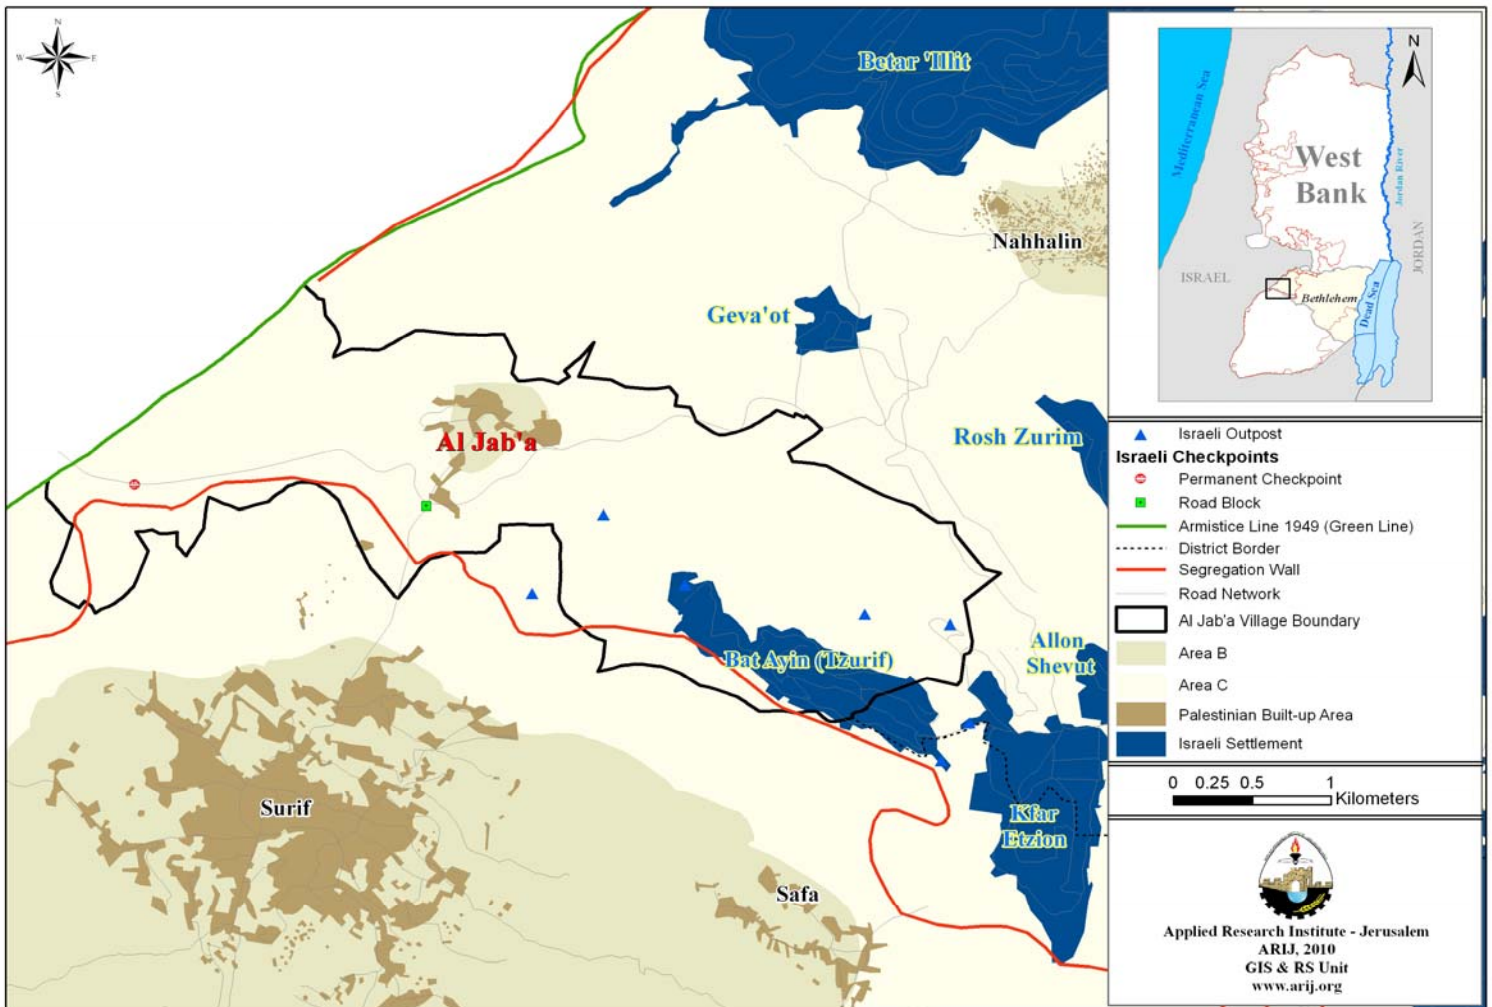 N
W
E
S
Betar 'Illit
Nahhalin
Geva'ot
Rosh Zurim
Al Jab'a
Allon
Shevut
Bat Ayin (Tzurif)
Surif
Kfar
Etzion
Safa
N
Mediterranean Sea
West
Bank
Jordan River
JORDAN
ISRAEL
Bethlehem
Dead Sea
Israeli Outpost
Israeli Checkpoints
Permanent Checkpoint
Road Block
Armistice Line 1949 (Green Line)
District Border
Segregation Wall
Road Network
Al Jab'a Village Boundary
Area B
Area C
Palestinian Built-up Area
Israeli Settlement
0 0.25 0.5 1
Kilometers
Applied Research Institute - Jerusalem
ARIJ, 2010
GIS & RS Unit
www.arij.org